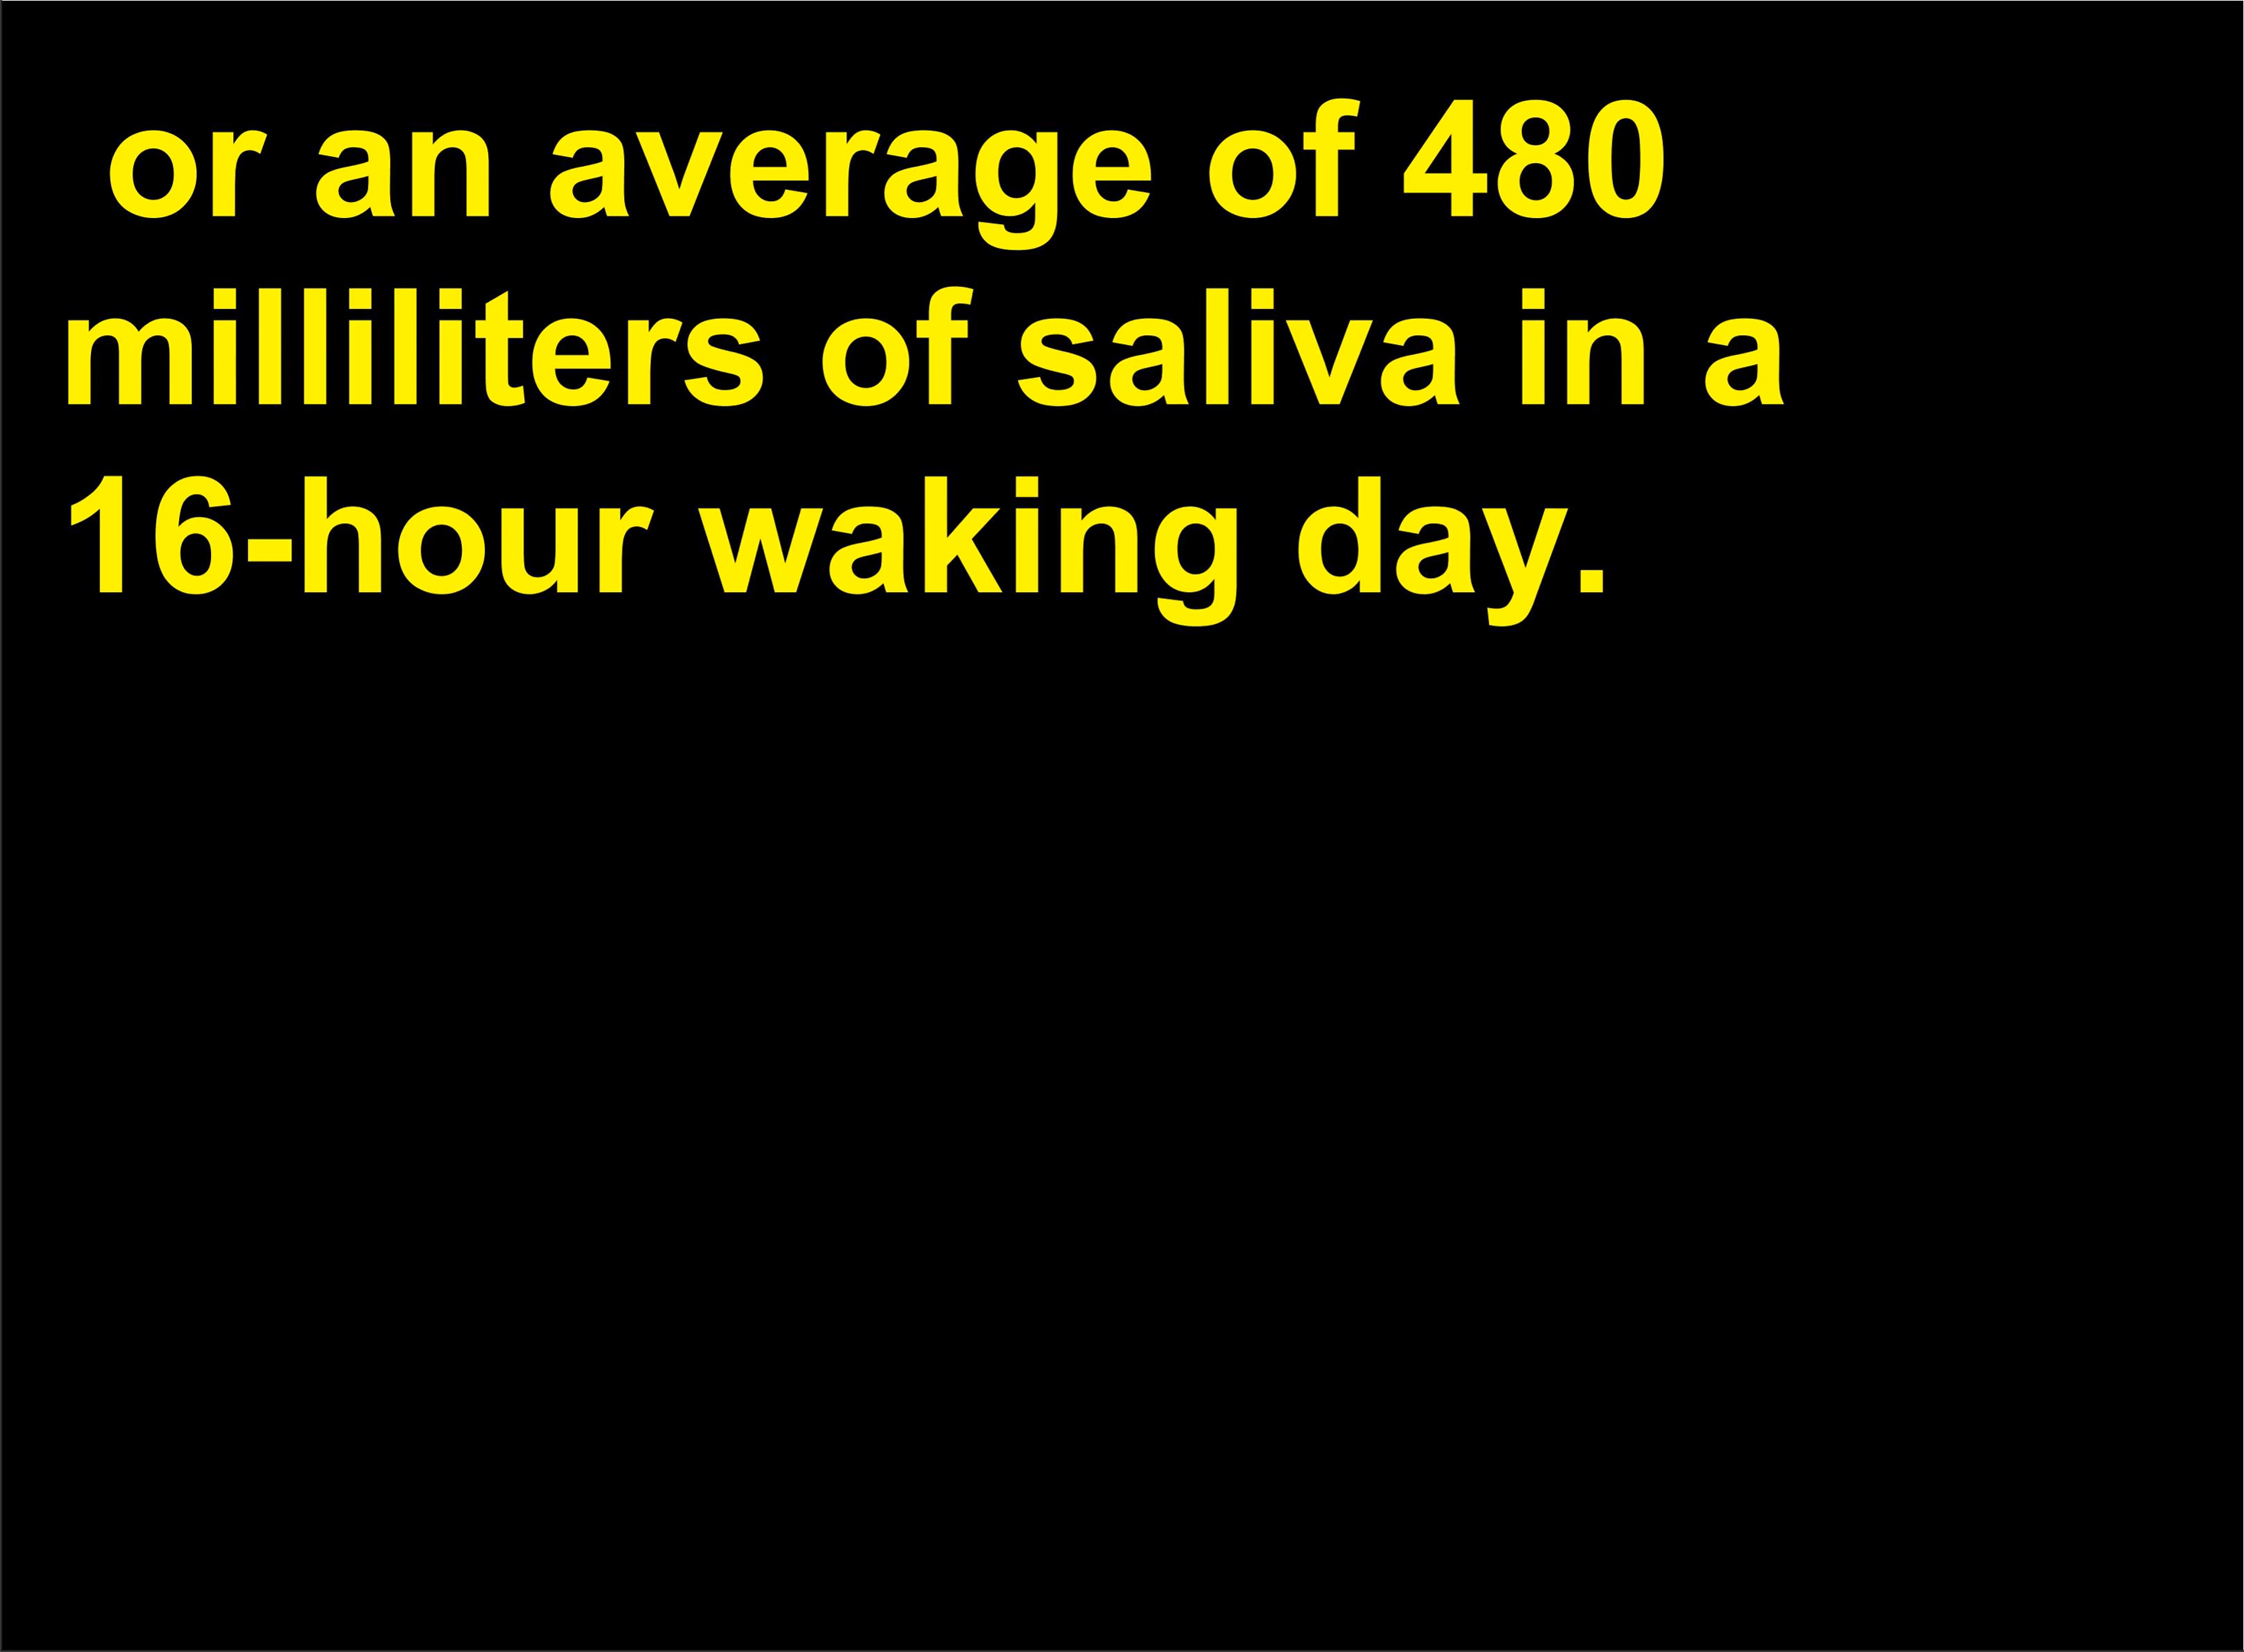 or an average of 480
milliliters of saliva in a
16-hour waking day.